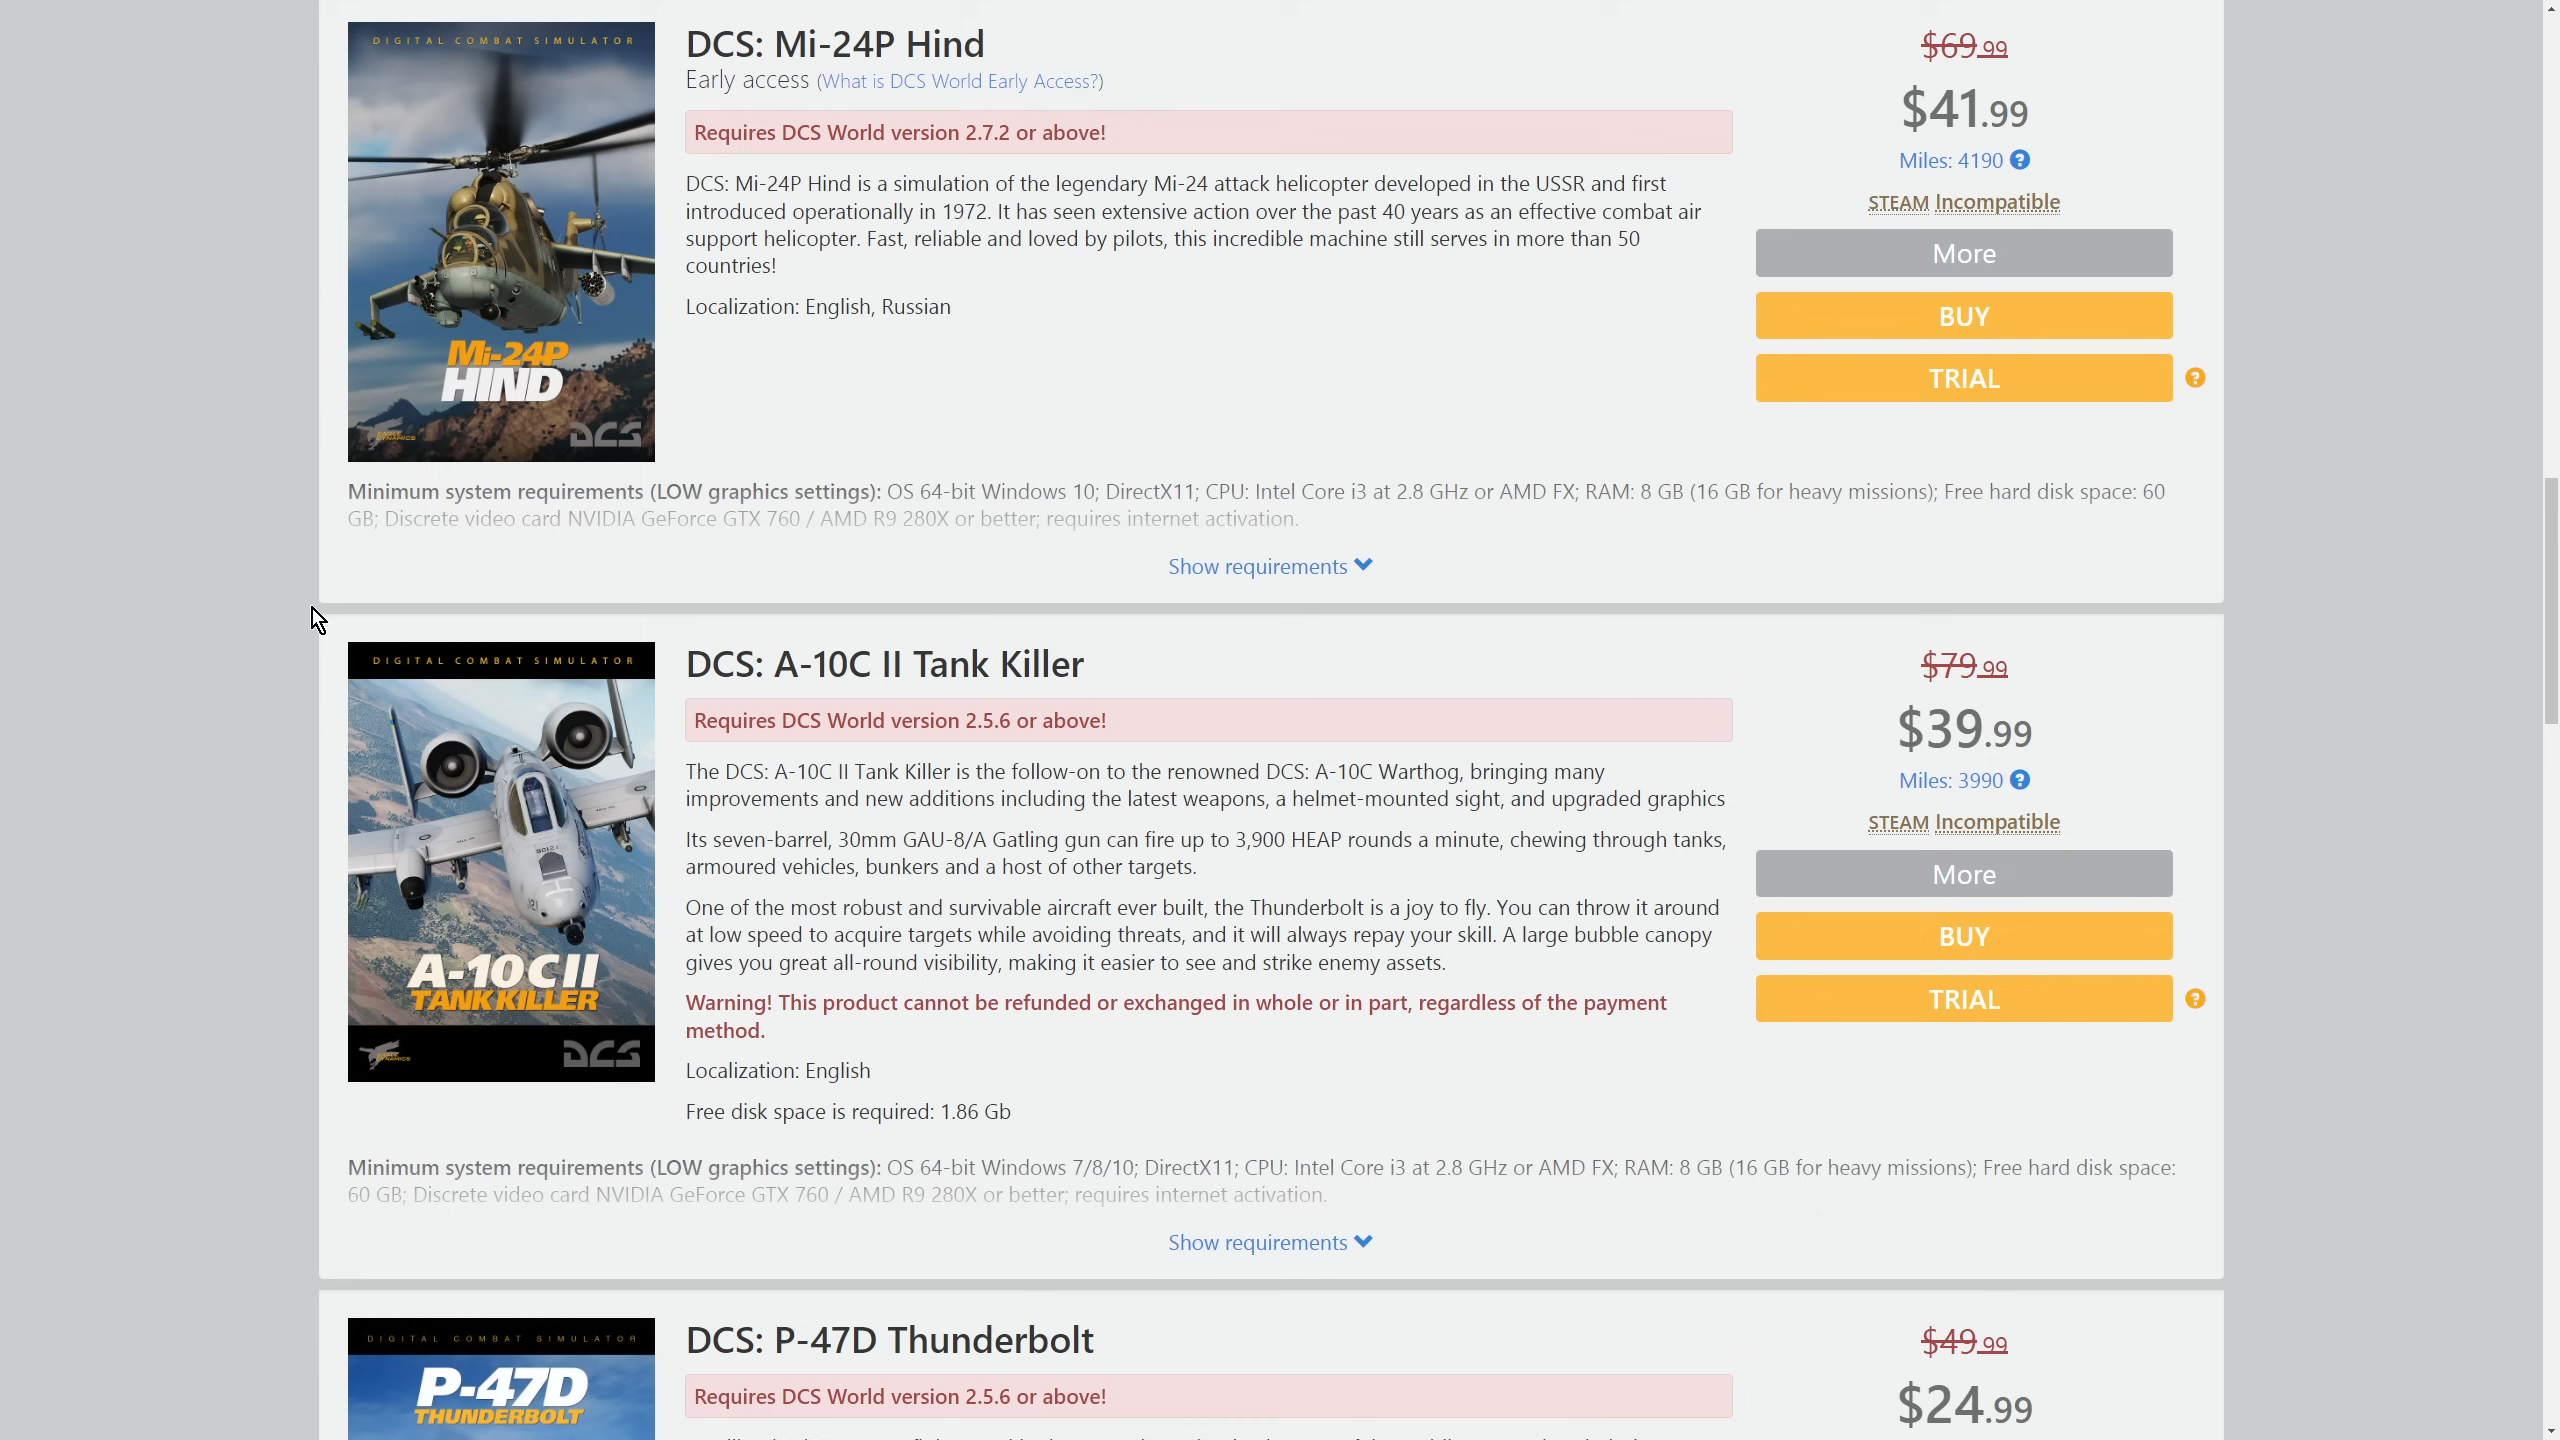 DIGITAL COMBAT SIMULATOR
Mi-24P
HIND
EAGLE
DYNAMICS
DCS
DCS: Mi-24P Hind
Early access (What is DCS World Early Access?)
Requires DCS World version 2.7.2 or above!
DCS: Mi-24P Hind is a simulation of the legendary Mi-24 attack helicopter developed in the USSR and first
introduced operationally in 1972. It has seen extensive action over the past 40 years as an effective combat air
support helicopter. Fast, reliable and loved by pilots, this incredible machine still serves in more than 50
countries!
Localization: English, Russian
$69.99
$41.99
Miles: 4190 ?
STEAM Incompatible
More
BUY
TRIAL ?
Minimum system requirements (LOW graphics settings): OS 64-bit Windows 10; DirectX11; CPU: Intel Core i3 at 2.8 GHz or AMD FX; RAM: 8 GB (16 GB for heavy missions); Free hard disk space: 60
GB; Discrete video card NVIDIA GeForce GTX 760 / AMD R9 280X or better; requires internet activation.
Show requirements
DIGITAL COMBAT SIMULATOR
A-10C II
TANK KILLER
EAGLE
DYNAMICS
DCS
DCS: A-10C II Tank Killer
Requires DCS World version 2.5.6 or above!
The DCS: A-10C II Tank Killer is the follow-on to the renowned DCS: A-10C Warthog, bringing many
improvements and new additions including the latest weapons, a helmet-mounted sight, and upgraded graphics
Its seven-barrel, 30mm GAU-8/A Gatling gun can fire up to 3,900 HEAP rounds a minute, chewing through tanks,
armoured vehicles, bunkers and a host of other targets.
One of the most robust and survivable aircraft ever built, the Thunderbolt is a joy to fly. You can throw it around
at low speed to acquire targets while avoiding threats, and it will always repay your skill. A large bubble canopy
gives you great all-round visibility, making it easier to see and strike enemy assets.
Warning! This product cannot be refunded or exchanged in whole or in part, regardless of the payment
method.
Localization: English
Free disk space is required: 1.86 Gb
$79.99
$39.99
Miles: 3990 ?
STEAM Incompatible
More
BUY
TRIAL ?
Minimum system requirements (LOW graphics settings): OS 64-bit Windows 7/8/10; DirectX11; CPU: Intel Core i3 at 2.8 GHz or AMD FX; RAM: 8 GB (16 GB for heavy missions); Free hard disk space:
60 GB; Discrete video card NVIDIA GeForce GTX 760 / AMD R9 280X or better; requires internet activation.
Show requirements
DIGITAL COMBAT SIMULATOR
P-47D
THUNDERBOLT
DCS: P-47D Thunderbolt
Requires DCS World version 2.5.6 or above!
$49.99
$24.99